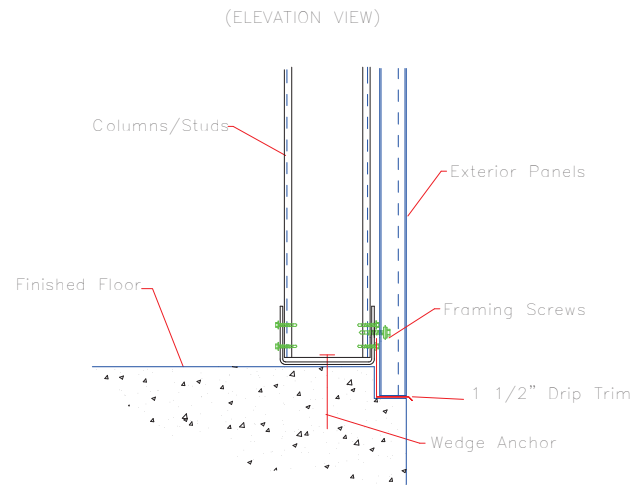 (ELEVATION VIEW)
Columns/Studs
Exterior Panels
Finished Floor
Framing Screws
1 1/2" Drip Trim
Wedge Anchor